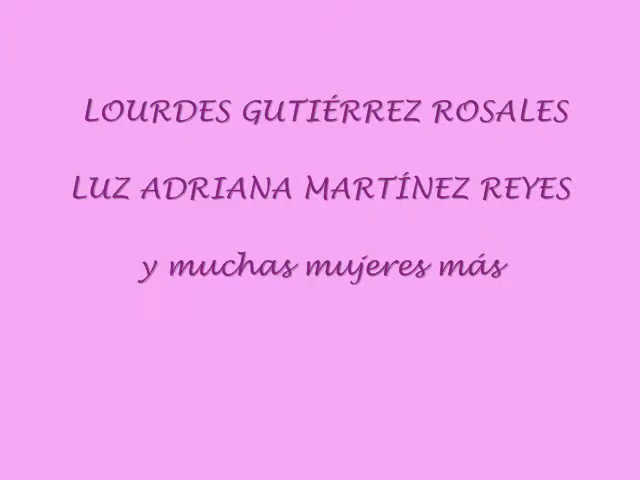 LOURDES GUTIÉRREZ ROSALES
LUZ ADRIANA MARTÍNEZ REYES
y muchas mujeres más